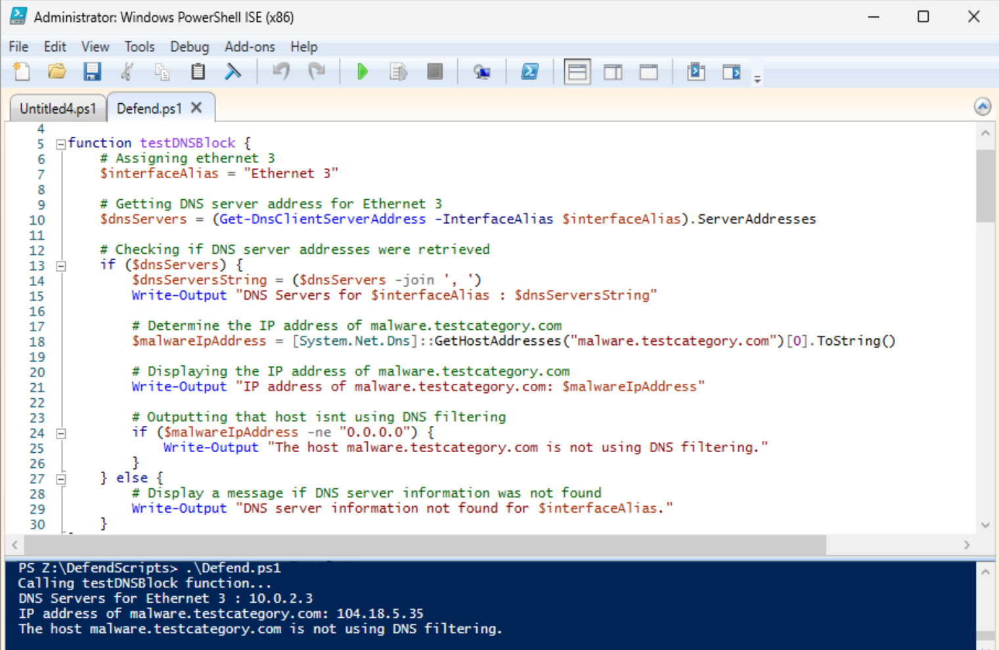 Administrator: Windows PowerShell ISE (x86)
File Edit View Tools Debug Add-ons Help
Untitled4.ps1 Defend.ps1
4
5 function testDNSBlock {
6     # Assigning ethernet 3
7     $interfaceAlias = "Ethernet 3"
8
9     # Getting DNS server address for Ethernet 3
10     $dnsServers = (Get-DnsClientServerAddress -InterfaceAlias $interfaceAlias).ServerAddresses
11
12     # Checking if DNS server addresses were retrieved
13     if ($dnsServers) {
14         $dnsServersString = ($dnsServers -join ', ')
15         Write-Output "DNS Servers for $interfaceAlias : $dnsServersString"
16
17         # Determine the IP address of malware.testcategory.com
18         $malwareIpAddress = [System.Net.Dns]::GetHostAddresses("malware.testcategory.com")[0].ToString()
19
20         # Displaying the IP address of malware.testcategory.com
21         Write-Output "IP address of malware.testcategory.com: $malwareIpAddress"
22
23         # Outputting that host isnt using DNS filtering
24         if ($malwareIpAddress -ne "0.0.0.0") {
25             Write-Output "The host malware.testcategory.com is not using DNS filtering."
26         }
27     } else {
28         # Display a message if DNS server information was not found
29         Write-Output "DNS server information not found for $interfaceAlias."
30     }
PS Z:\DefendScripts> .\Defend.ps1
Calling testDNSBlock function...
DNS Servers for Ethernet 3 : 10.0.2.3
IP address of malware.testcategory.com: 104.18.5.35
The host malware.testcategory.com is not using DNS filtering.